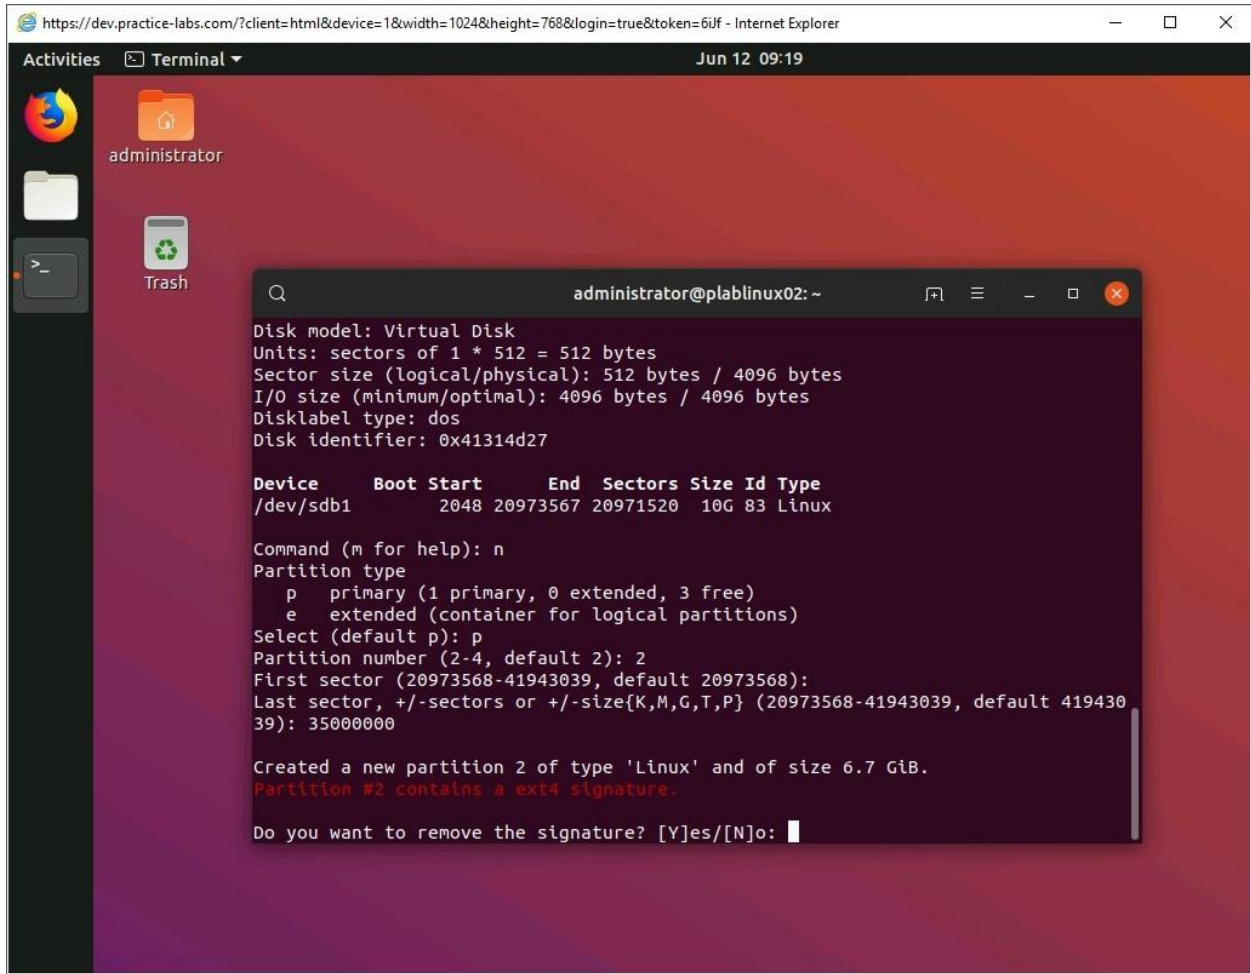 https://dev.practice-labs.com/?client=html&device=1&width=1024&height=768&login=true&token=6iJf - Internet Explorer
Activities Terminal Jun 12 09:19
administrator
Trash
administrator@plablinux02: ~
Disk model: Virtual Disk
Units: sectors of 1 * 512 = 512 bytes
Sector size (logical/physical): 512 bytes / 4096 bytes
I/O size (minimum/optimal): 4096 bytes / 4096 bytes
Disklabel type: dos
Disk identifier: 0x41314d27
Device Boot Start End Sectors Size Id Type
/dev/sdb1 2048 20973567 20971520 10G 83 Linux
Command (m for help): n
Partition type
p primary (1 primary, 0 extended, 3 free)
e extended (container for logical partitions)
Select (default p): p
Partition number (2-4, default 2): 2
First sector (20973568-41943039, default 20973568):
Last sector, +/-sectors or +/-size{K,M,G,T,P} (20973568-41943039, default 419430
39): 35000000
Created a new partition 2 of type 'Linux' and of size 6.7 GiB.
Partition #2 contains a ext4 signature.
Do you want to remove the signature? [Y]es/[N]o: